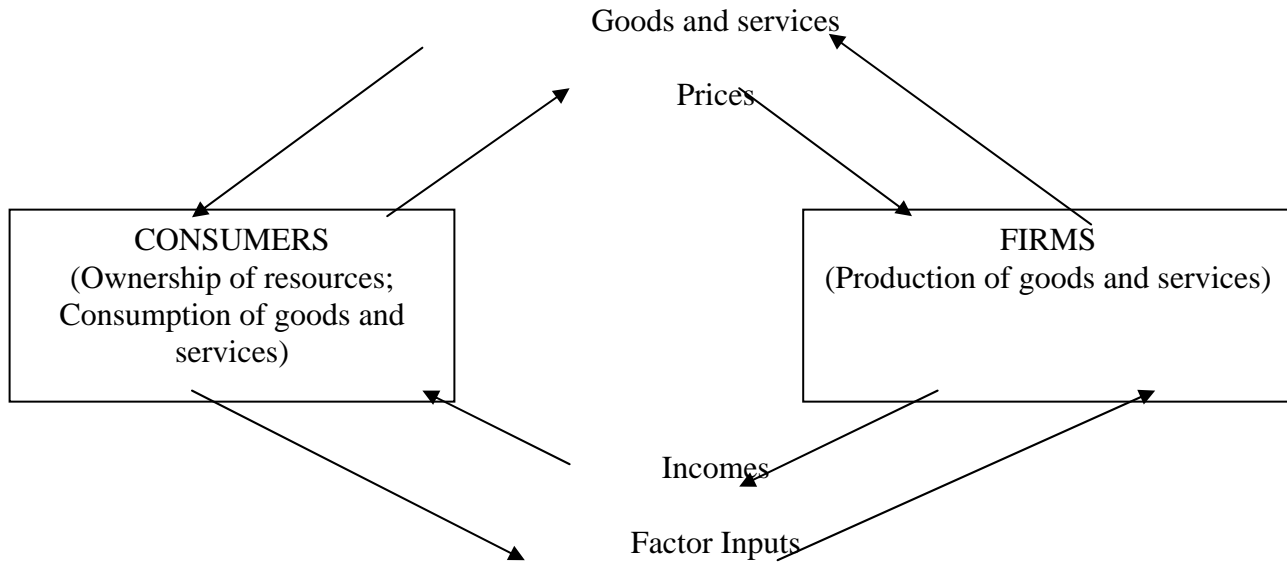 Goods and services
Prices
CONSUMERS
(Ownership of resources;
Consumption of goods and
services)
FIRMS
(Production of goods and services)
Incomes
Factor Inputs